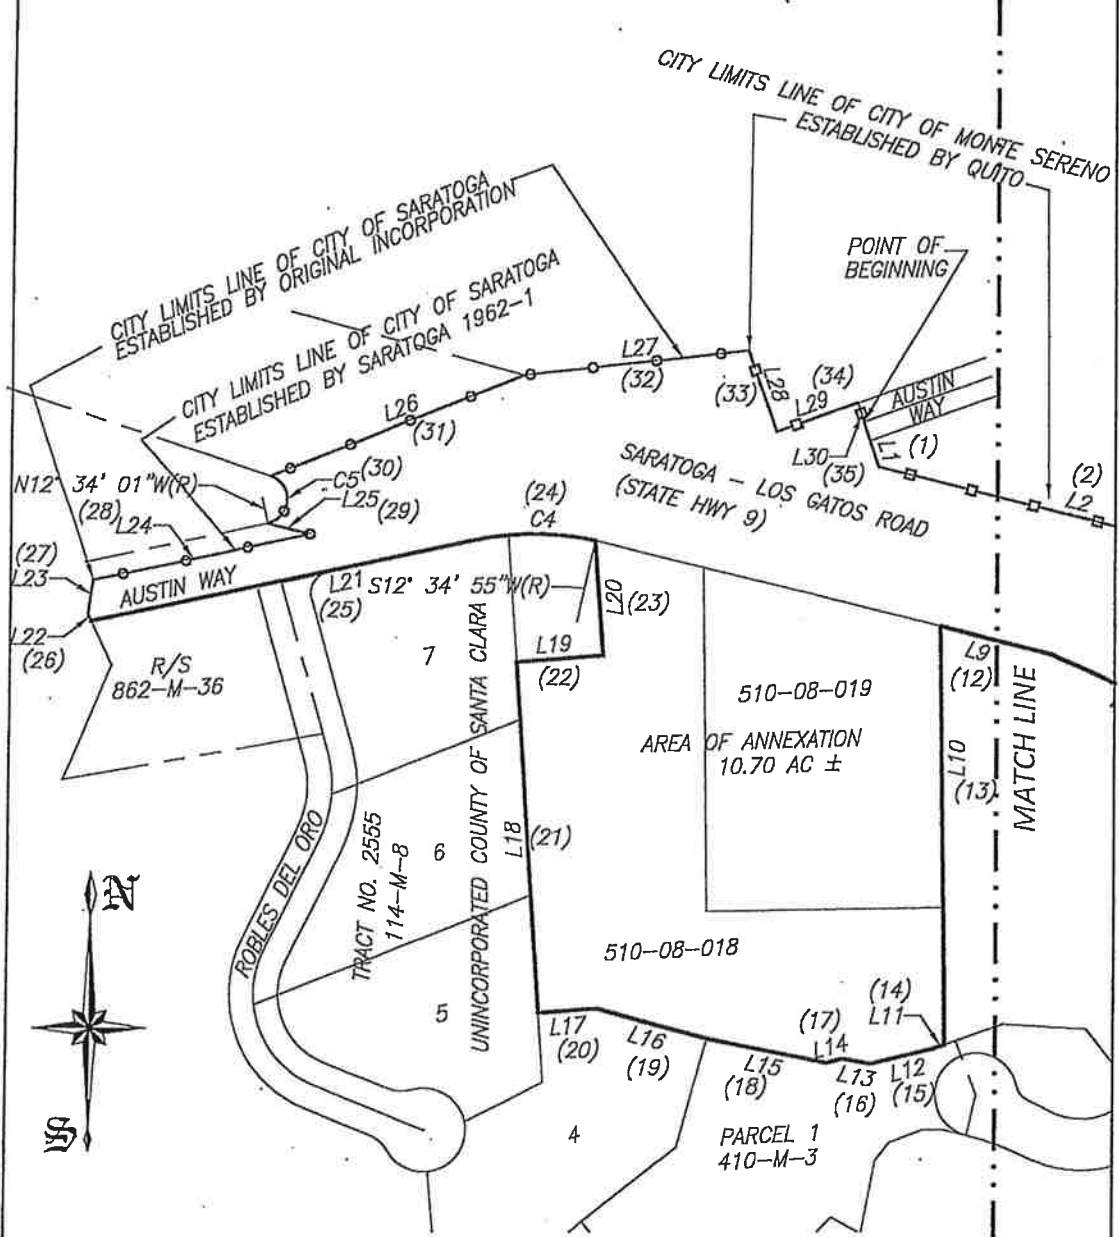 CITY LIMITS LINE OF CITY OF MONTE SERENO
ESTABLISHED BY QUITO
CITY LIMITS LINE OF CITY OF SARATOGA
ESTABLISHED BY ORIGINAL INCORPORATION
POINT OF
BEGINNING
CITY LIMITS LINE OF CITY OF SARATOGA
ESTABLISHED BY SARATOGA 1962-1
L27
(32)
L28
(33)
(34)
L29
AUSTIN
WAY
L26
(31)
L30
(35)
L1
(1)
(2)
L2
SARATOGA - LOS GATOS ROAD
(STATE HWY 9)
N12° 34' 01"W(R)
C5
(30)
L25
(29)
(28)
L24
(24)
C4
(27)
L23
AUSTIN WAY
L21
(25)
S12° 34' 55"W(R)
L20
(23)
L22
(26)
R/S
862-M-36
7
L19
(22)
L9
(12)
510-08-019
AREA OF ANNEXATION
10.70 AC ±
L10
(13)
MATCH LINE
UNINCORPORATED COUNTY OF SANTA CLARA
L18
(21)
ROBLES DEL ORO
TRACT NO. 2555
114-M-8
6
N
510-08-018
5
(14)
L11
L17
(20)
L16
(19)
(17)
L14
L15
(18)
L13
(16)
L12
(15)
S
4
PARCEL 1
410-M-3